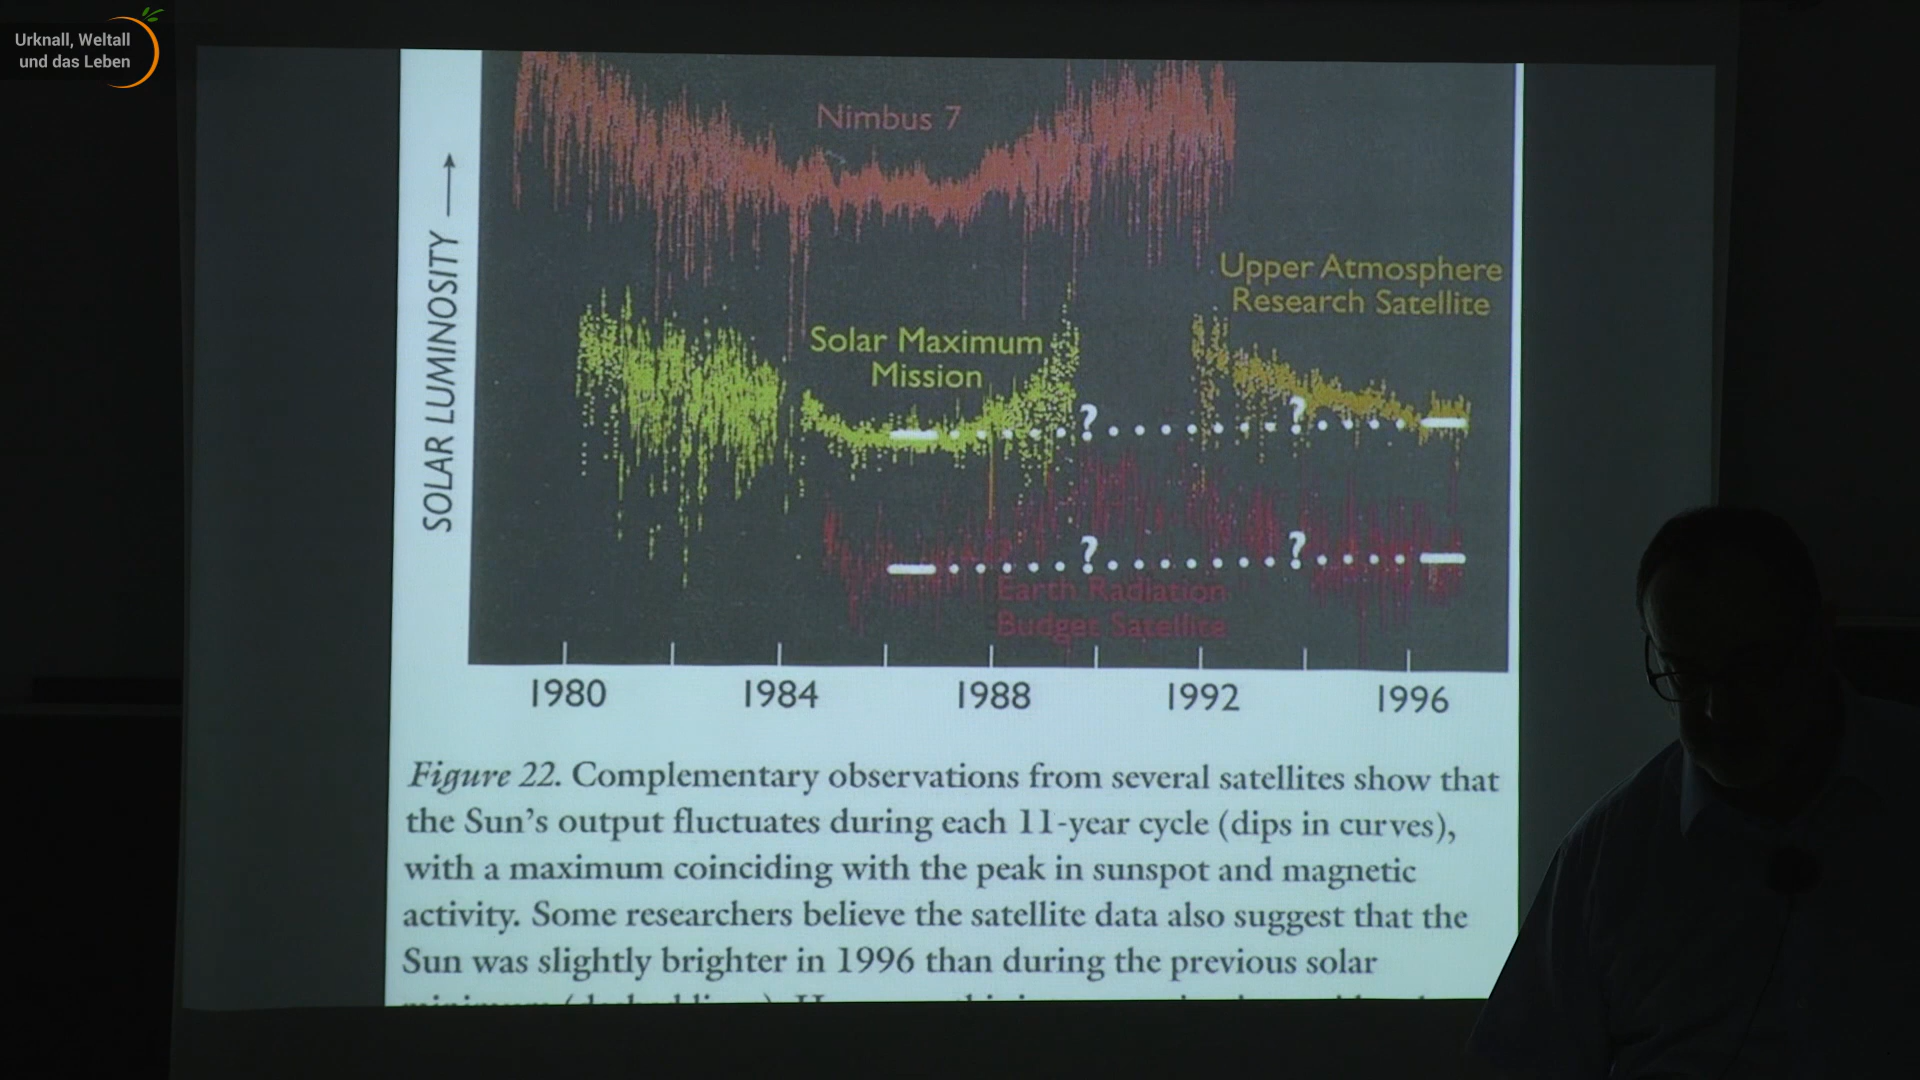 Urknall, Weltall
und das Leben
Nimbus 7
Upper Atmosphere
Research Satellite
Solar Maximum
Mission
? ?
? ?
Earth Radiation
Budget Satellite
SOLAR LUMINOSITY
1980 1984 1988 1992 1996
Figure 22. Complementary observations from several satellites show that
the Sun's output fluctuates during each 11-year cycle (dips in curves),
with a maximum coinciding with the peak in sunspot and magnetic
activity. Some researchers believe the satellite data also suggest that the
Sun was slightly brighter in 1996 than during the previous solar